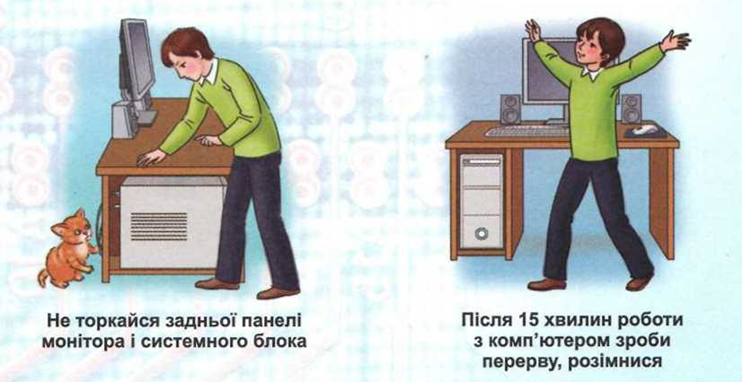 Не торкайся задньої панелі
монітора і системного блока
Після 15 хвилин роботи
з комп’ютером зроби
перерву, розімнися